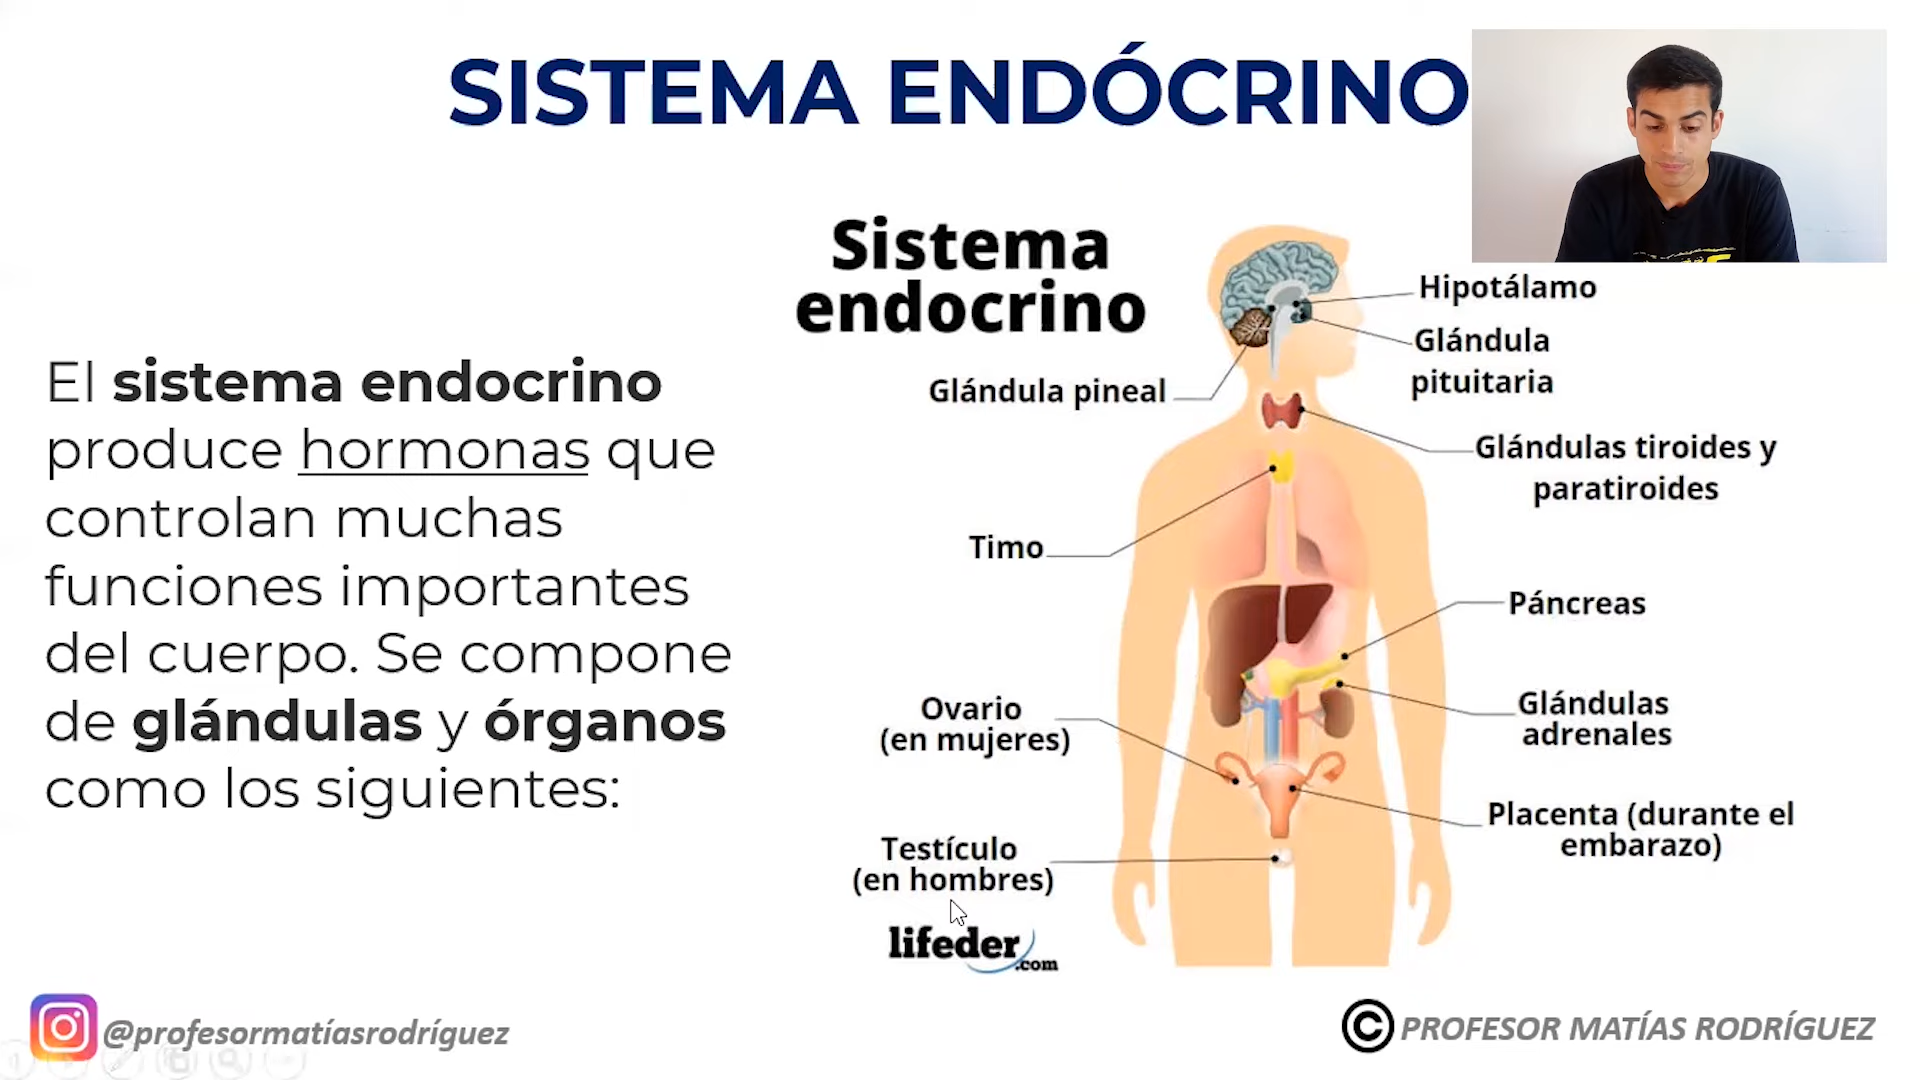 SISTEMA ENDÓCRINO
El sistema endocrino
produce hormonas que
controlan muchas
funciones importantes
del cuerpo. Se compone
de glándulas y órganos
como los siguientes:
Sistema
endocrino
Hipotálamo
Glándula
pituitaria
Glándula pineal
Glándulas tiroides y
paratiroides
Timo
Páncreas
Ovario
(en mujeres)
Glándulas
adrenales
Placenta (durante el
embarazo)
Testículo
(en hombres)
lifeder
.com
@profesormatíasrodríguez
© PROFESOR MATÍAS RODRÍGUEZ